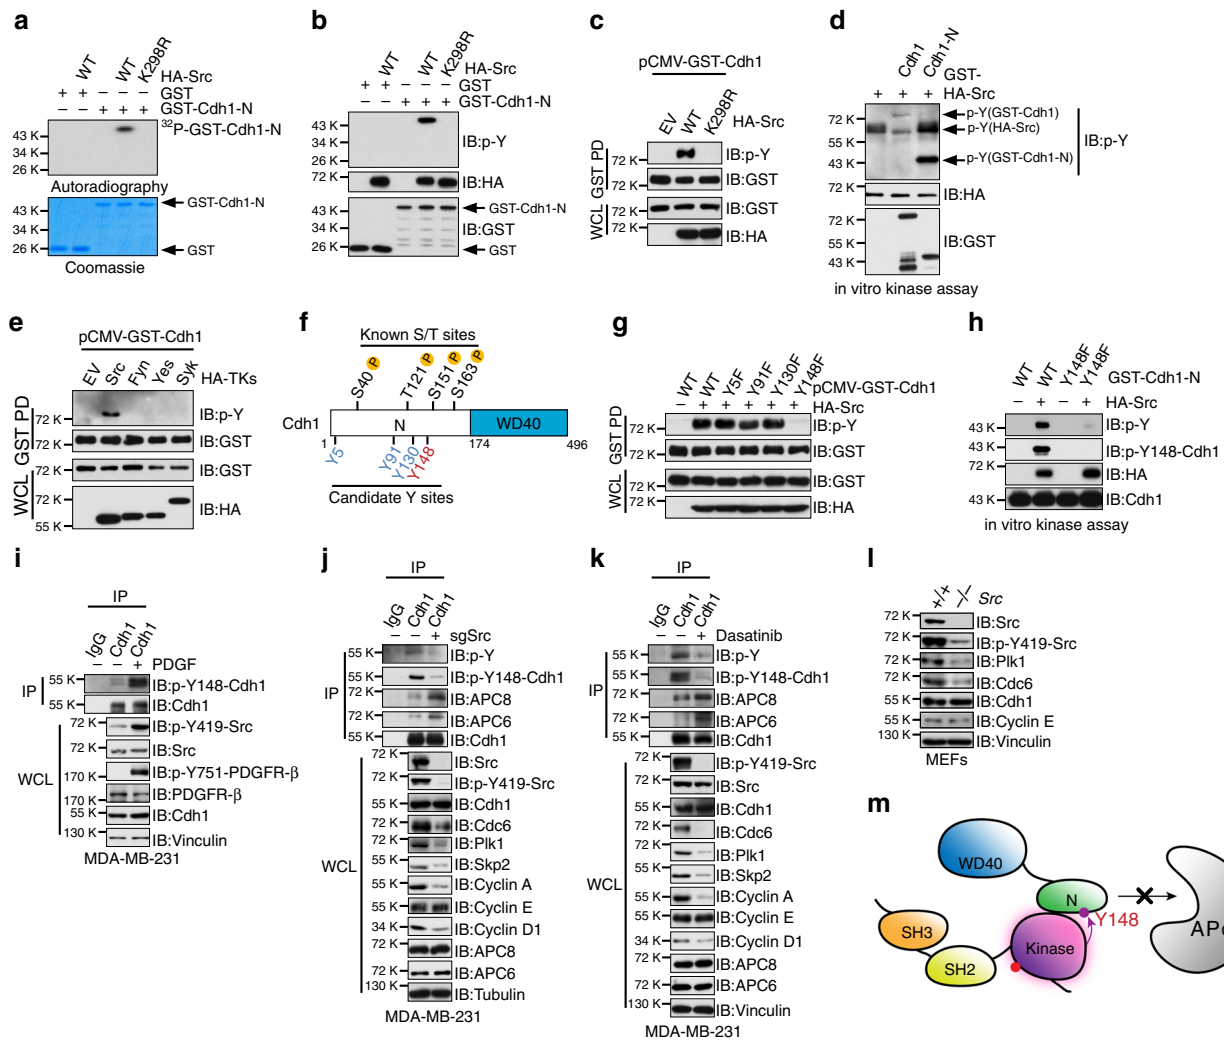 a
WT
WT
K298R
HA-Src
+ + – – – GST
– – + + + GST-Cdh1-N
43 K
34 K
26 K
32P-GST-Cdh1-N
Autoradiography
43 K
34 K
26 K
GST-Cdh1-N
GST
Coomassie
b
WT
WT
K298R
HA-Src
+ + – – – GST
– – + + + GST-Cdh1-N
43 K
34 K
26 K
IB:p-Y
72 K
IB:HA
43 K
34 K
26 K
GST-Cdh1-N
IB:GST
GST
c
pCMV-GST-Cdh1
EV
WT
K298R
HA-Src
GST PD
72 K
IB:p-Y
72 K
IB:GST
WCL
72 K
IB:GST
72 K
IB:HA
d
– Cdh1 Cdh1-N
GST-
+ + + HA-Src
72 K
55 K
43 K
p-Y(GST-Cdh1)
p-Y(HA-Src)
p-Y(GST-Cdh1-N)
IB:p-Y
72 K
IB:HA
72 K
55 K
43 K
IB:GST
in vitro kinase assay
e
pCMV-GST-Cdh1
EV
Src
Fyn
Yes
Syk
HA-TKs
GST PD
72 K
IB:p-Y
72 K
IB:GST
WCL
72 K
IB:GST
72 K
55 K
IB:HA
f
Known S/T sites
P P P P
S40
T121
S151
S163
Cdh1
N
WD40
1
174
496
Y5
Y91
Y130
Y148
Candidate Y sites
g
WT
WT
Y5F
Y91F
Y130F
Y148F
pCMV-GST-Cdh1
– + + + + + HA-Src
GST PD
72 K
IB:p-Y
72 K
IB:GST
WCL
72 K
IB:GST
72 K
IB:HA
h
WT
WT
Y148F
Y148F
GST-Cdh1-N
– + – + HA-Src
43 K
IB:p-Y
43 K
IB:p-Y148-Cdh1
72 K
IB:HA
43 K
IB:Cdh1
in vitro kinase assay
i
IP
IgG
Cdh1
Cdh1
– – + PDGF
IP
55 K
IB:p-Y148-Cdh1
55 K
IB:Cdh1
WCL
72 K
IB:p-Y419-Src
72 K
IB:Src
170 K
IB:p-Y751-PDGFR-β
170 K
IB:PDGFR-β
55 K
IB:Cdh1
130 K
IB:Vinculin
MDA-MB-231
j
IP
IgG
Cdh1
Cdh1
– – + sgSrc
IP
55 K
IB:p-Y
55 K
IB:p-Y148-Cdh1
72 K
IB:APC8
72 K
IB:APC6
55 K
IB:Cdh1
WCL
72 K
IB:Src
72 K
IB:p-Y419-Src
55 K
IB:Cdh1
72 K
IB:Cdc6
72 K
IB:Plk1
55 K
IB:Skp2
55 K
IB:Cyclin A
55 K
IB:Cyclin E
34 K
IB:Cyclin D1
72 K
IB:APC8
72 K
IB:APC6
130 K
IB:Tubulin
MDA-MB-231
k
IP
IgG
Cdh1
Cdh1
– – + Dasatinib
IP
55 K
IB:p-Y
55 K
IB:p-Y148-Cdh1
72 K
IB:APC8
72 K
IB:APC6
55 K
IB:Cdh1
WCL
72 K
IB:p-Y419-Src
72 K
IB:Src
55 K
IB:Cdh1
72 K
IB:Cdc6
72 K
IB:Plk1
72 K
IB:Skp2
55 K
IB:Cyclin A
55 K
IB:Cyclin E
34 K
IB:Cyclin D1
72 K
IB:APC8
72 K
IB:APC6
130 K
IB:Vinculin
MDA-MB-231
l
+/+
–/–
Src
72 K
IB:Src
72 K
IB:p-Y419-Src
72 K
IB:Plk1
72 K
IB:Cdc6
55 K
IB:Cdh1
55 K
IB:Cyclin E
130 K
IB:Vinculin
MEFs
m
WD40
N
Y148
SH3
SH2
Kinase